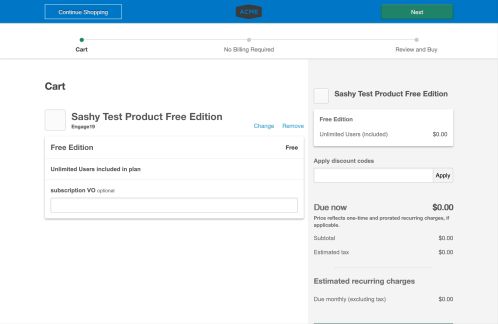 Continue Shopping
ACME
Next
Cart
No Billing Required
Review and Buy
Cart
Sashy Test Product Free Edition
Engage19
Change
Remove
Free Edition
Free
Unlimited Users included in plan
subscription VO optional
Sashy Test Product Free Edition
Free Edition
Unlimited Users (included)
$0.00
Apply discount codes
Apply
Due now
$0.00
Price reflects one-time and prorated recurring charges, if
applicable.
Subtotal
$0.00
Estimated tax
$0.00
Estimated recurring charges
Due monthly (excluding tax)
$0.00